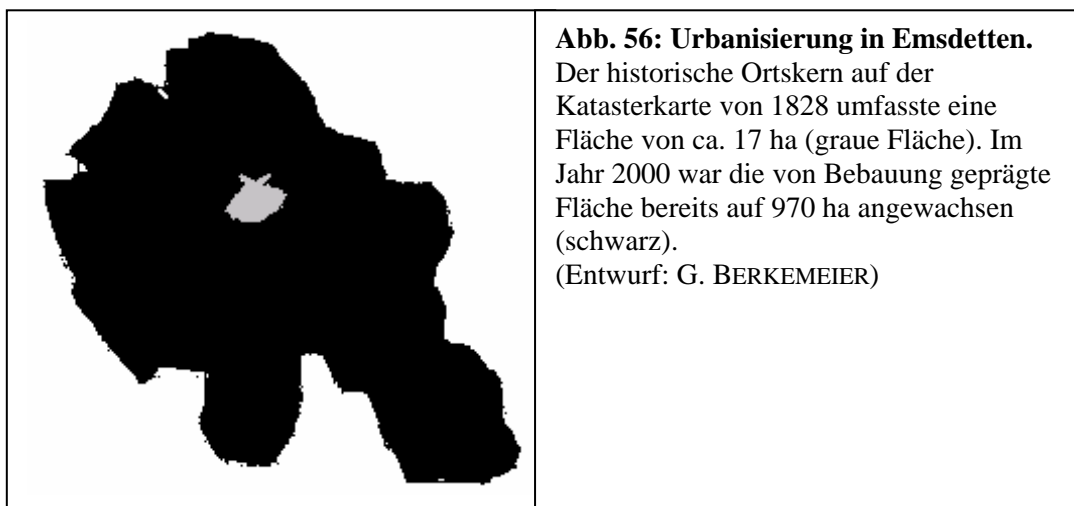 Abb. 56: Urbanisierung in Emsdetten.
Der historische Ortskern auf der
Katasterkarte von 1828 umfasste eine
Fläche von ca. 17 ha (graue Fläche). Im
Jahr 2000 war die von Bebauung geprägte
Fläche bereits auf 970 ha angewachsen
(schwarz).
(Entwurf: G. BERKEMEIER)